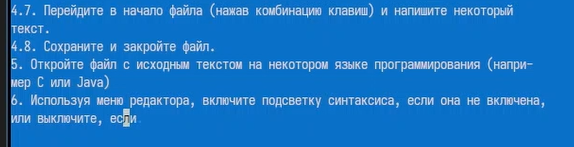 4.7. Перейдите в начало файла (нажав комбинацию клавиш) и напишите некоторый
текст.
4.8. Сохраните и закройте файл.
5. Откройте файл с исходным текстом на некотором языке программирования (напри-
мер C или Java)
6. Используя меню редактора, включите подсветку синтаксиса, если она не включена,
или выключите, если